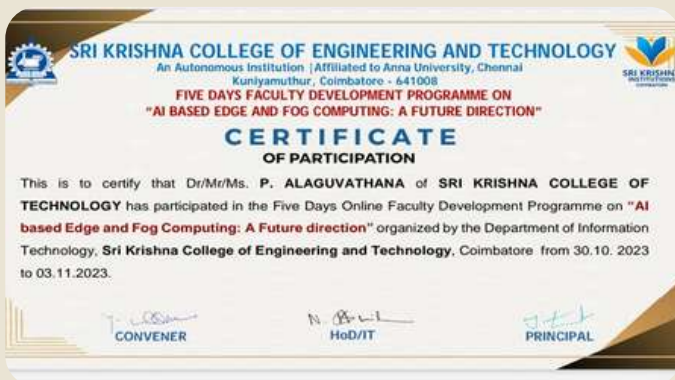 SRI KRISHNA COLLEGE OF ENGINEERING AND TECHNOLOGY
An Autonomous Institution | Affiliated to Anna University, Chennai
Kuniyamuthur, Coimbatore - 641008
FIVE DAYS FACULTY DEVELOPMENT PROGRAMME ON
"AI BASED EDGE AND FOG COMPUTING: A FUTURE DIRECTION"
SRI KRISHNA
INSTITUTIONS
CERTIFICATE
OF PARTICIPATION
This is to certify that Dr/Mr/Ms. P. ALAGUVATHANA of SRI KRISHNA COLLEGE OF
TECHNOLOGY has participated in the Five Days Online Faculty Development Programme on "AI
based Edge and Fog Computing: A Future direction" organized by the Department of Information
Technology, Sri Krishna College of Engineering and Technology, Coimbatore from 30.10. 2023
to 03.11.2023.
CONVENER
HoD/IT
PRINCIPAL